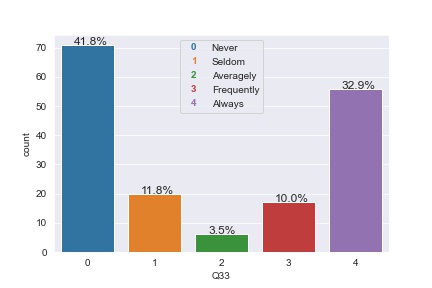 41.8%
0 Never
1 Seldom
2 Averagely
3 Frequently
4 Always
32.9%
11.8%
3.5%
10.0%
70
60
50
40
30
20
10
0
count
0 1 2 3 4
Q33